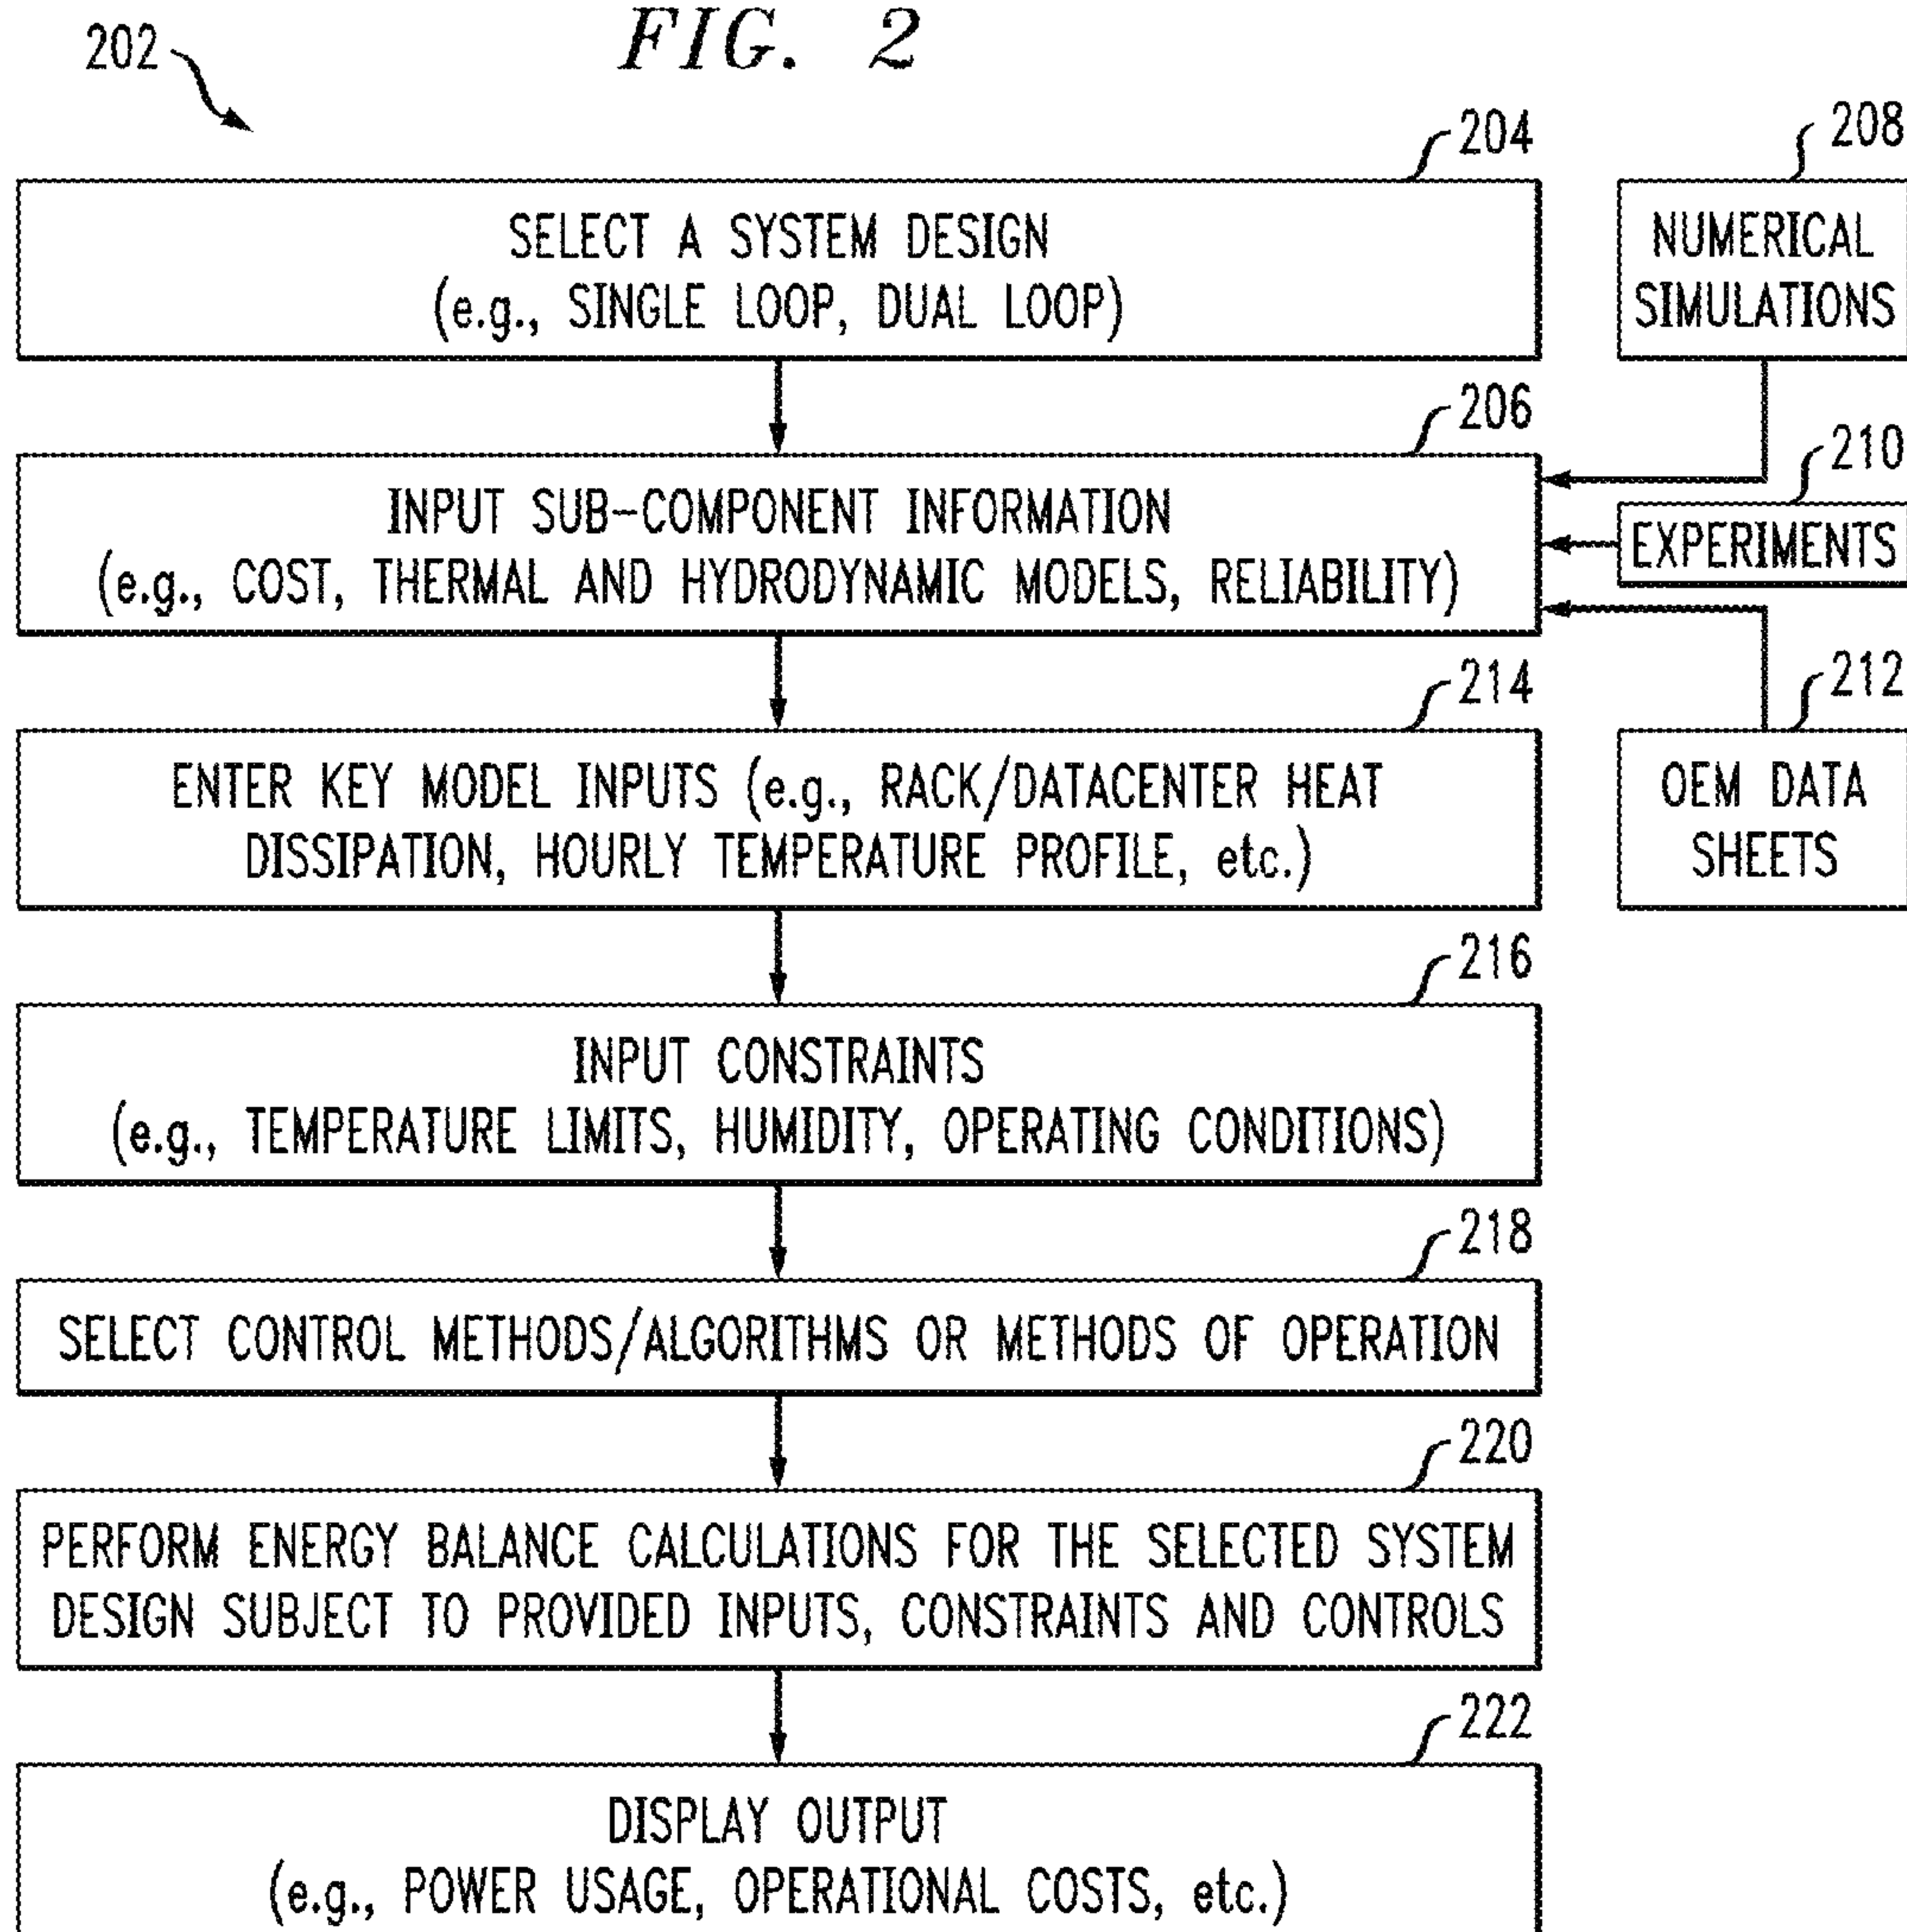 FIG. 2
202
204
SELECT A SYSTEM DESIGN
(e.g., SINGLE LOOP, DUAL LOOP)
208
NUMERICAL
SIMULATIONS
206
INPUT SUB-COMPONENT INFORMATION
(e.g., COST, THERMAL AND HYDRODYNAMIC MODELS, RELIABILITY)
210
EXPERIMENTS
212
OEM DATA
SHEETS
214
ENTER KEY MODEL INPUTS (e.g., RACK/DATACENTER HEAT
DISSIPATION, HOURLY TEMPERATURE PROFILE, etc.)
216
INPUT CONSTRAINTS
(e.g., TEMPERATURE LIMITS, HUMIDITY, OPERATING CONDITIONS)
218
SELECT CONTROL METHODS/ALGORITHMS OR METHODS OF OPERATION
220
PERFORM ENERGY BALANCE CALCULATIONS FOR THE SELECTED SYSTEM
DESIGN SUBJECT TO PROVIDED INPUTS, CONSTRAINTS AND CONTROLS
222
DISPLAY OUTPUT
(e.g., POWER USAGE, OPERATIONAL COSTS, etc.)